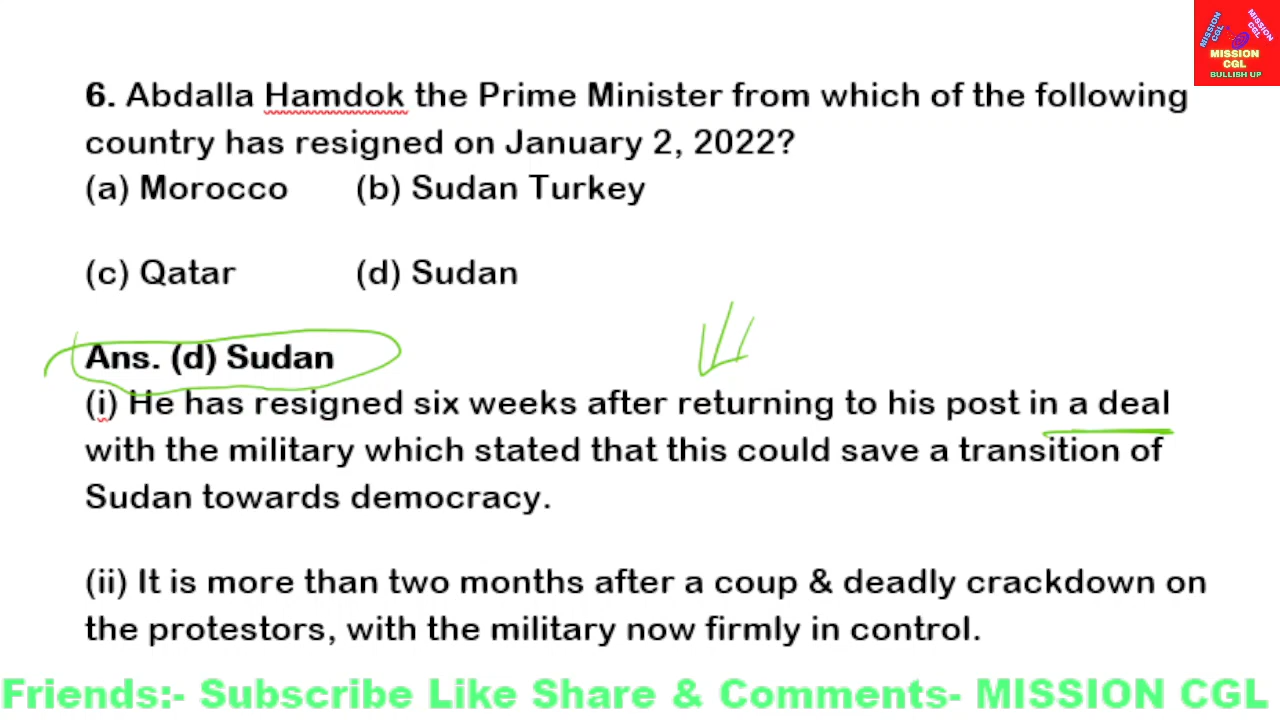 MISSION CGL
MISSION CGL
MISSION
CGL
BULLISH UP
6. Abdalla Hamdok the Prime Minister from which of the following
country has resigned on January 2, 2022?
(a) Morocco (b) Sudan Turkey
(c) Qatar (d) Sudan
Ans. (d) Sudan
(i) He has resigned six weeks after returning to his post in a deal
with the military which stated that this could save a transition of
Sudan towards democracy.
(ii) It is more than two months after a coup & deadly crackdown on
the protestors, with the military now firmly in control.
Friends:- Subscribe Like Share & Comments- MISSION CGL